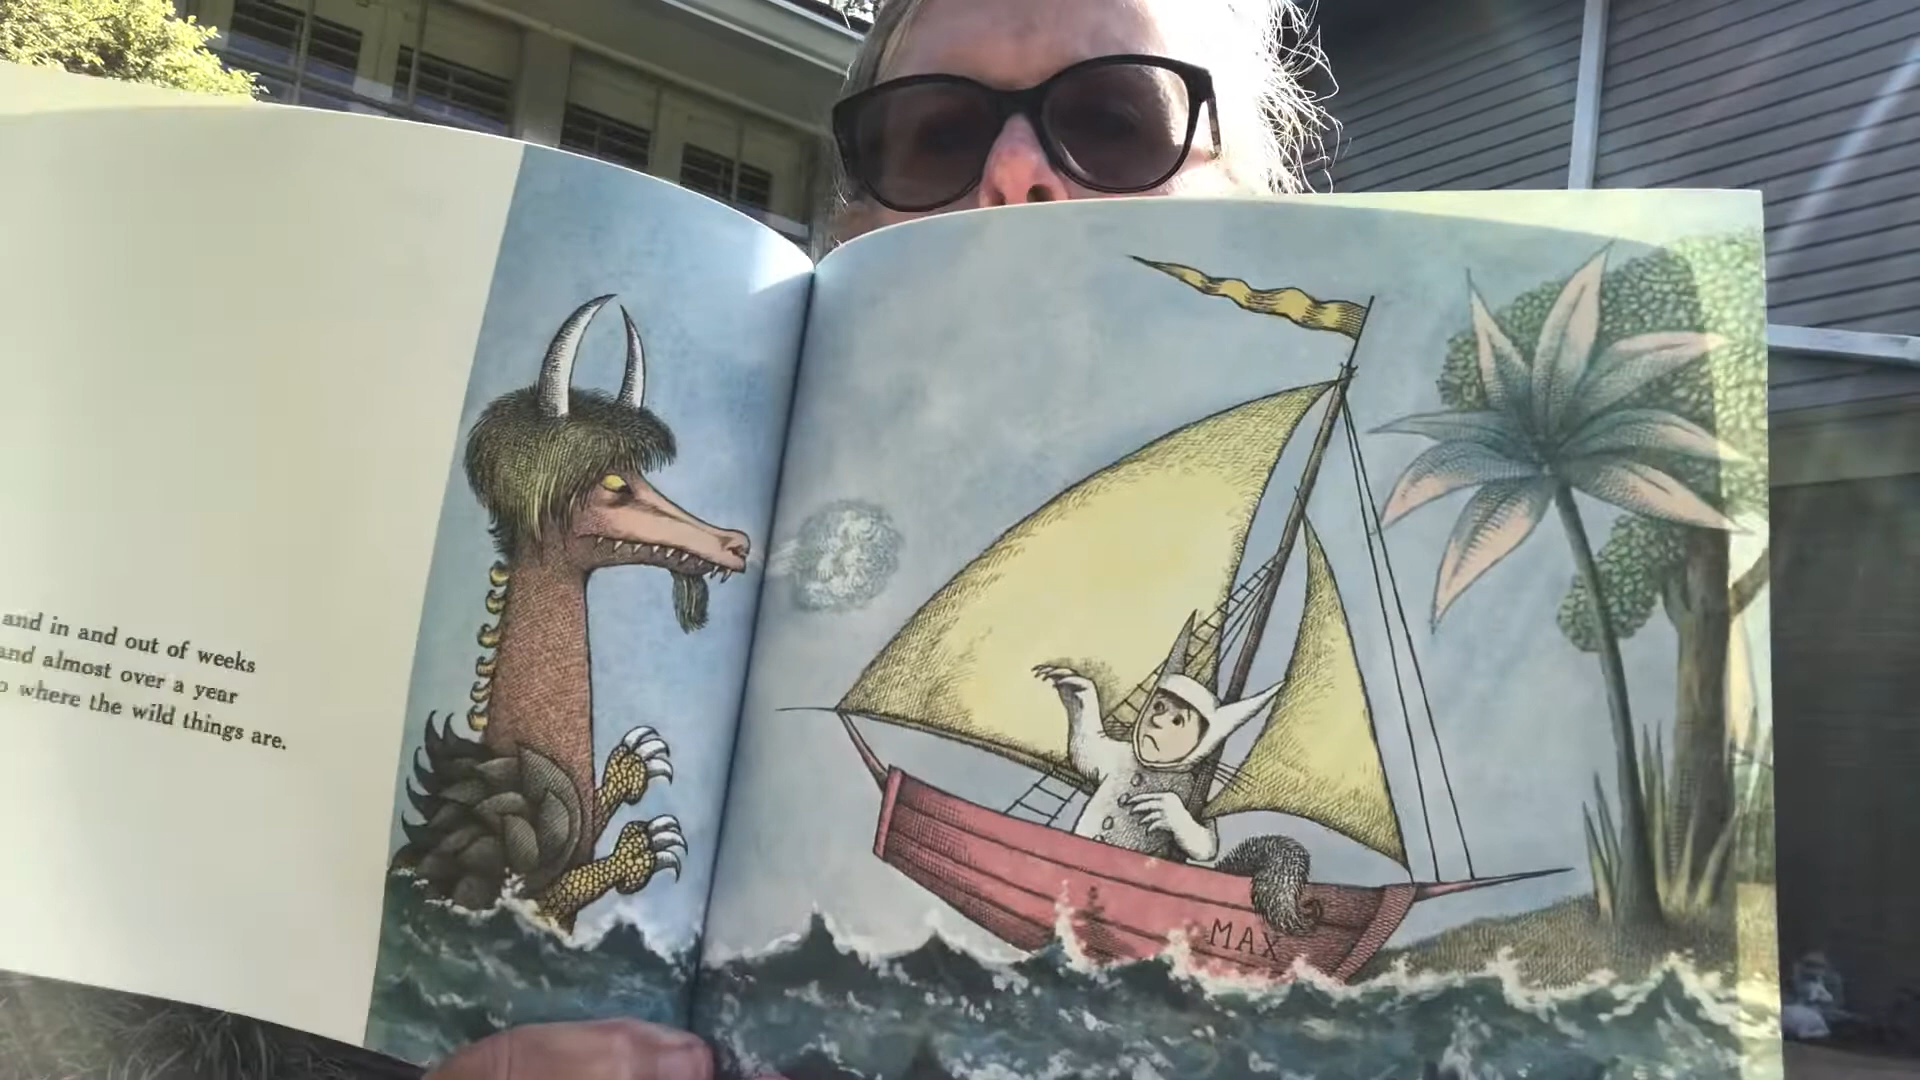 and in and out of weeks
and almost over a year
where the wild things are.
MAX